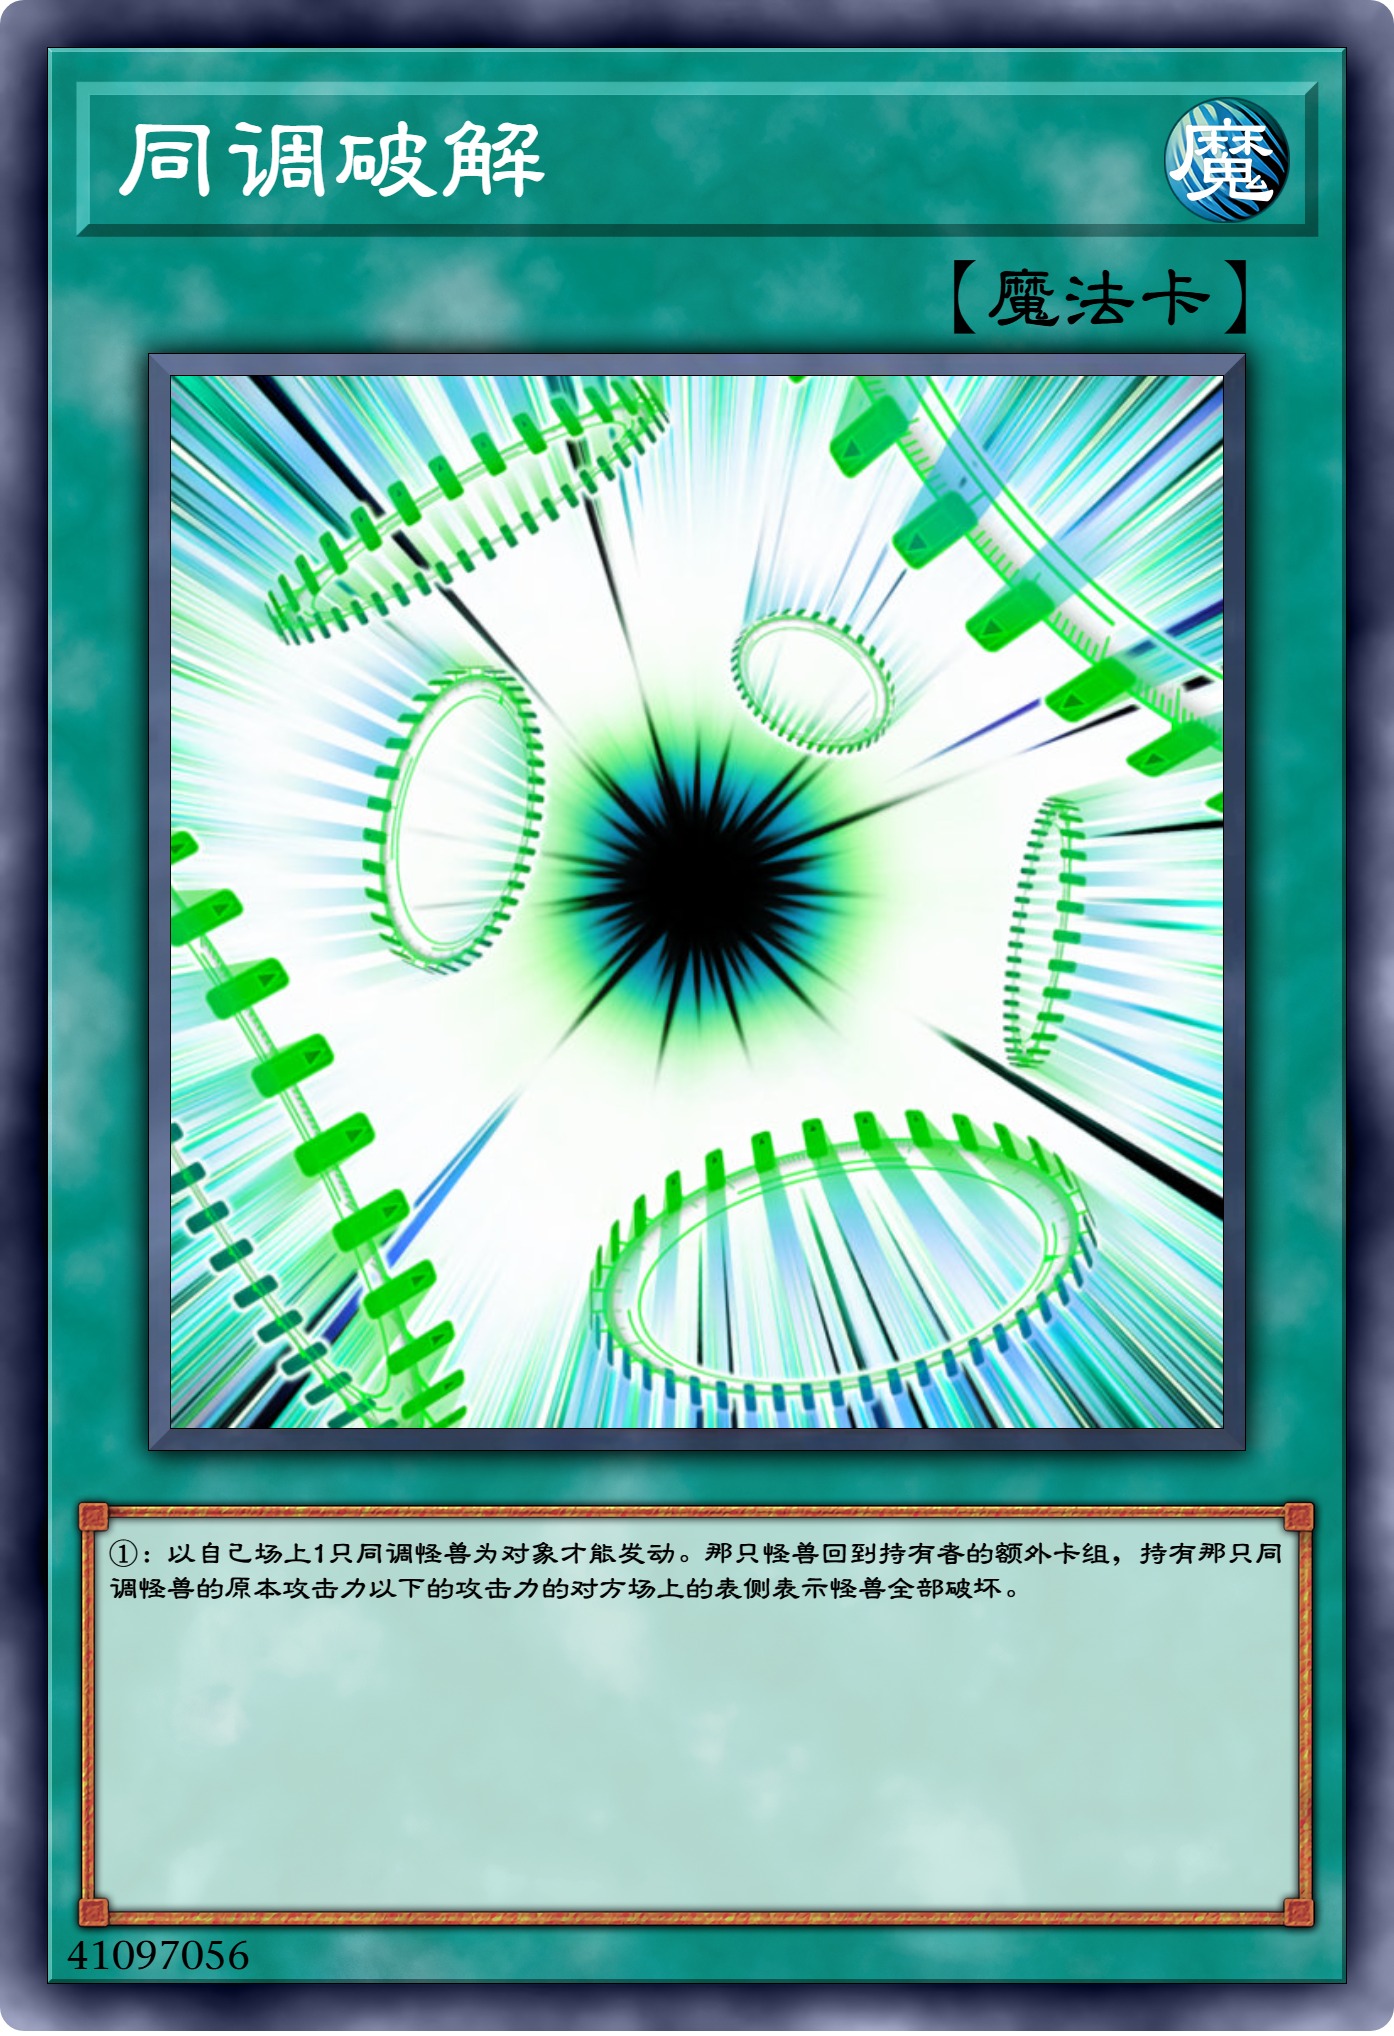 同调破解
魔
【魔法卡】
①：以自己场上1只同调怪兽为对象才能发动。那只怪兽回到持有者的额外卡组，持有那只同
调怪兽的原本攻击力以下的攻击力的对方场上的表侧表示怪兽全部破坏。
41097056